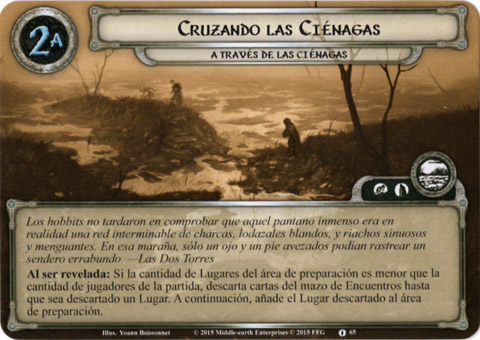 2A
Cruzando las Ciénagas
a través de las ciénagas
Los hobbits no tardaron en comprobar que aquel pantano inmenso era en
realidad una red interminable de charcas, lodazales blandos, y riachos sinuosos
y menguantes. En esa maraña, sólo un ojo y un pie avezados podían rastrear un
sendero errabundo. —Las Dos Torres
Al ser revelada: Si la cantidad de Lugares del área de preparación es menor que la
cantidad de jugadores de la partida, descarta cartas del mazo de Encuentros hasta
que sea descartado un Lugar. A continuación, añade el Lugar descartado al área
de preparación.
Illus. Yoann Boissonnet © 2015 Middle-earth Enterprises © 2015 FFG 65